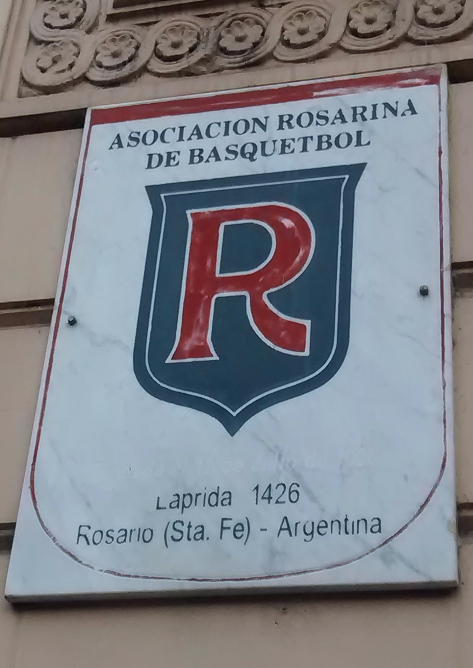 ASOCIACION ROSARINA
DE BASQUETBOL
R
Laprida 1426
Rosario (Sta. Fe) - Argentina